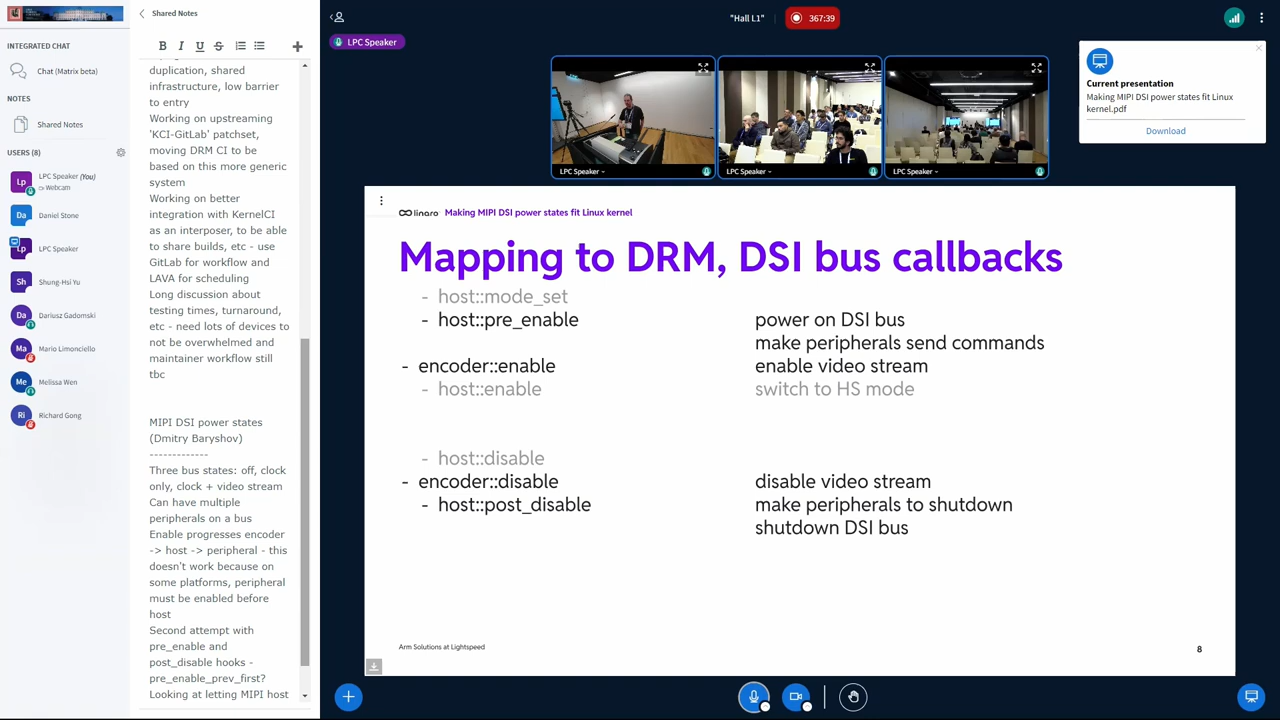 INTEGRATED CHAT
Chat (Matrix beta)
NOTES
Shared Notes
USERS (8)
Lp
LPC Speaker (You)
Webcam
Da
Daniel Stone
Lp
LPC Speaker
Sh
Shung-Hsi Yu
Da
Dariusz Gadomski
Ma
Mario Limonciello
Me
Melissa Wen
Ri
Richard Gong
Shared Notes
B I U S
duplication, shared
infrastructure, low barrier
to entry
Working on upstreaming
'KCI-GitLab' patchset,
moving DRM CI to be
based on this more generic
system
Working on better
integration with KernelCI
as an interposer, to be able
to share builds, etc - use
GitLab for workflow and
LAVA for scheduling
Long discussion about
testing times, turnaround,
etc - need lots of devices to
not be overwhelmed and
maintainer workflow still
tbc
MIPI DSI power states
(Dmitry Baryshov)
-------------
Three bus states: off, clock
only, clock + video stream
Can have multiple
peripherals on a bus
Enable progresses encoder
-> host -> peripheral - this
doesn't work because on
some platforms, peripheral
must be enabled before
host
Second attempt with
pre_enable and
post_disable hooks -
pre_enable_prev_first?
Looking at letting MIPI host
"Hall L1"
367:39
LPC Speaker
LPC Speaker
LPC Speaker
LPC Speaker
Current presentation
Making MIPI DSI power states fit Linux
kernel.pdf
Download
linaro Making MIPI DSI power states fit Linux kernel
Mapping to DRM, DSI bus callbacks
- host::mode_set
- host::pre_enable power on DSI bus
make peripherals send commands
- encoder::enable enable video stream
- host::enable switch to HS mode
- host::disable
- encoder::disable disable video stream
- host::post_disable make peripherals to shutdown
shutdown DSI bus
Arm Solutions at Lightspeed
8